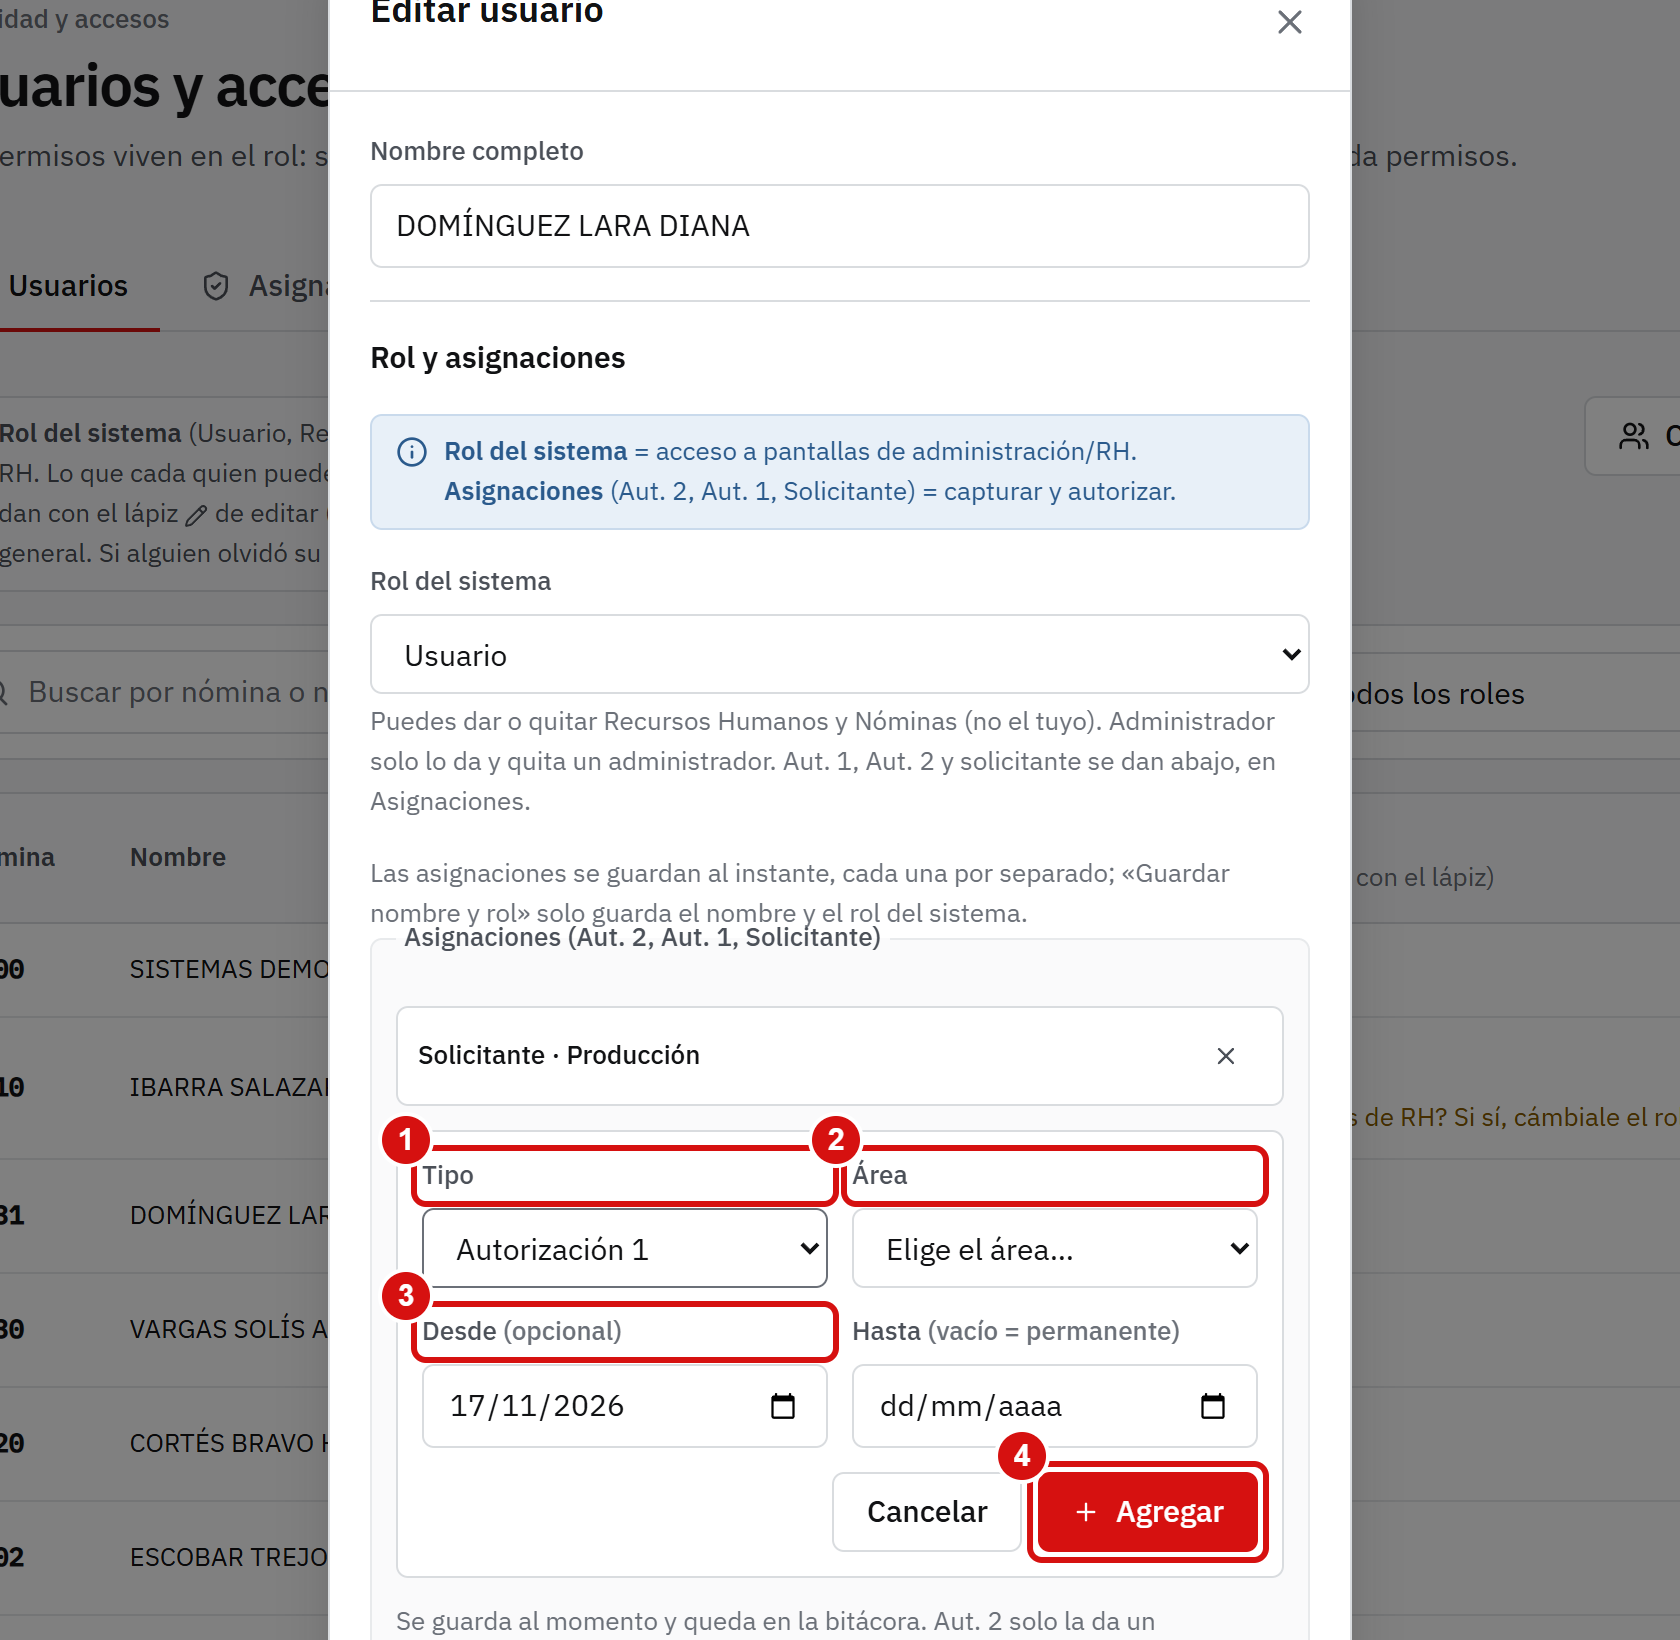 Editar usuario
idad y accesos
uarios y acce
ermisos viven en el rol: s
da permisos.
Usuarios
Asigna
Rol del sistema (Usuario, Re
RH. Lo que cada quien puede
dan con el lápiz de editar (
general. Si alguien olvidó su
Buscar por nómina o n
odos los roles
mina
Nombre
con el lápiz)
00
SISTEMAS DEMO
10
IBARRA SALAZAR
s de RH? Si sí, cámbiale el ro
31
DOMÍNGUEZ LAR
30
VARGAS SOLÍS A
20
CORTÉS BRAVO H
02
ESCOBAR TREJO
Nombre completo
DOMÍNGUEZ LARA DIANA
Rol y asignaciones
Rol del sistema = acceso a pantallas de administración/RH.
Asignaciones (Aut. 2, Aut. 1, Solicitante) = capturar y autorizar.
Rol del sistema
Usuario
Puedes dar o quitar Recursos Humanos y Nóminas (no el tuyo). Administrador
solo lo da y quita un administrador. Aut. 1, Aut. 2 y solicitante se dan abajo, en
Asignaciones.
Las asignaciones se guardan al instante, cada una por separado; «Guardar
nombre y rol» solo guarda el nombre y el rol del sistema.
Asignaciones (Aut. 2, Aut. 1, Solicitante)
Solicitante · Producción
1
2
Tipo
Área
Autorización 1
Elige el área...
3
Desde (opcional)
Hasta (vacío = permanente)
17/11/2026
dd/mm/aaaa
4
Cancelar
+ Agregar
Se guarda al momento y queda en la bitácora. Aut. 2 solo la da un